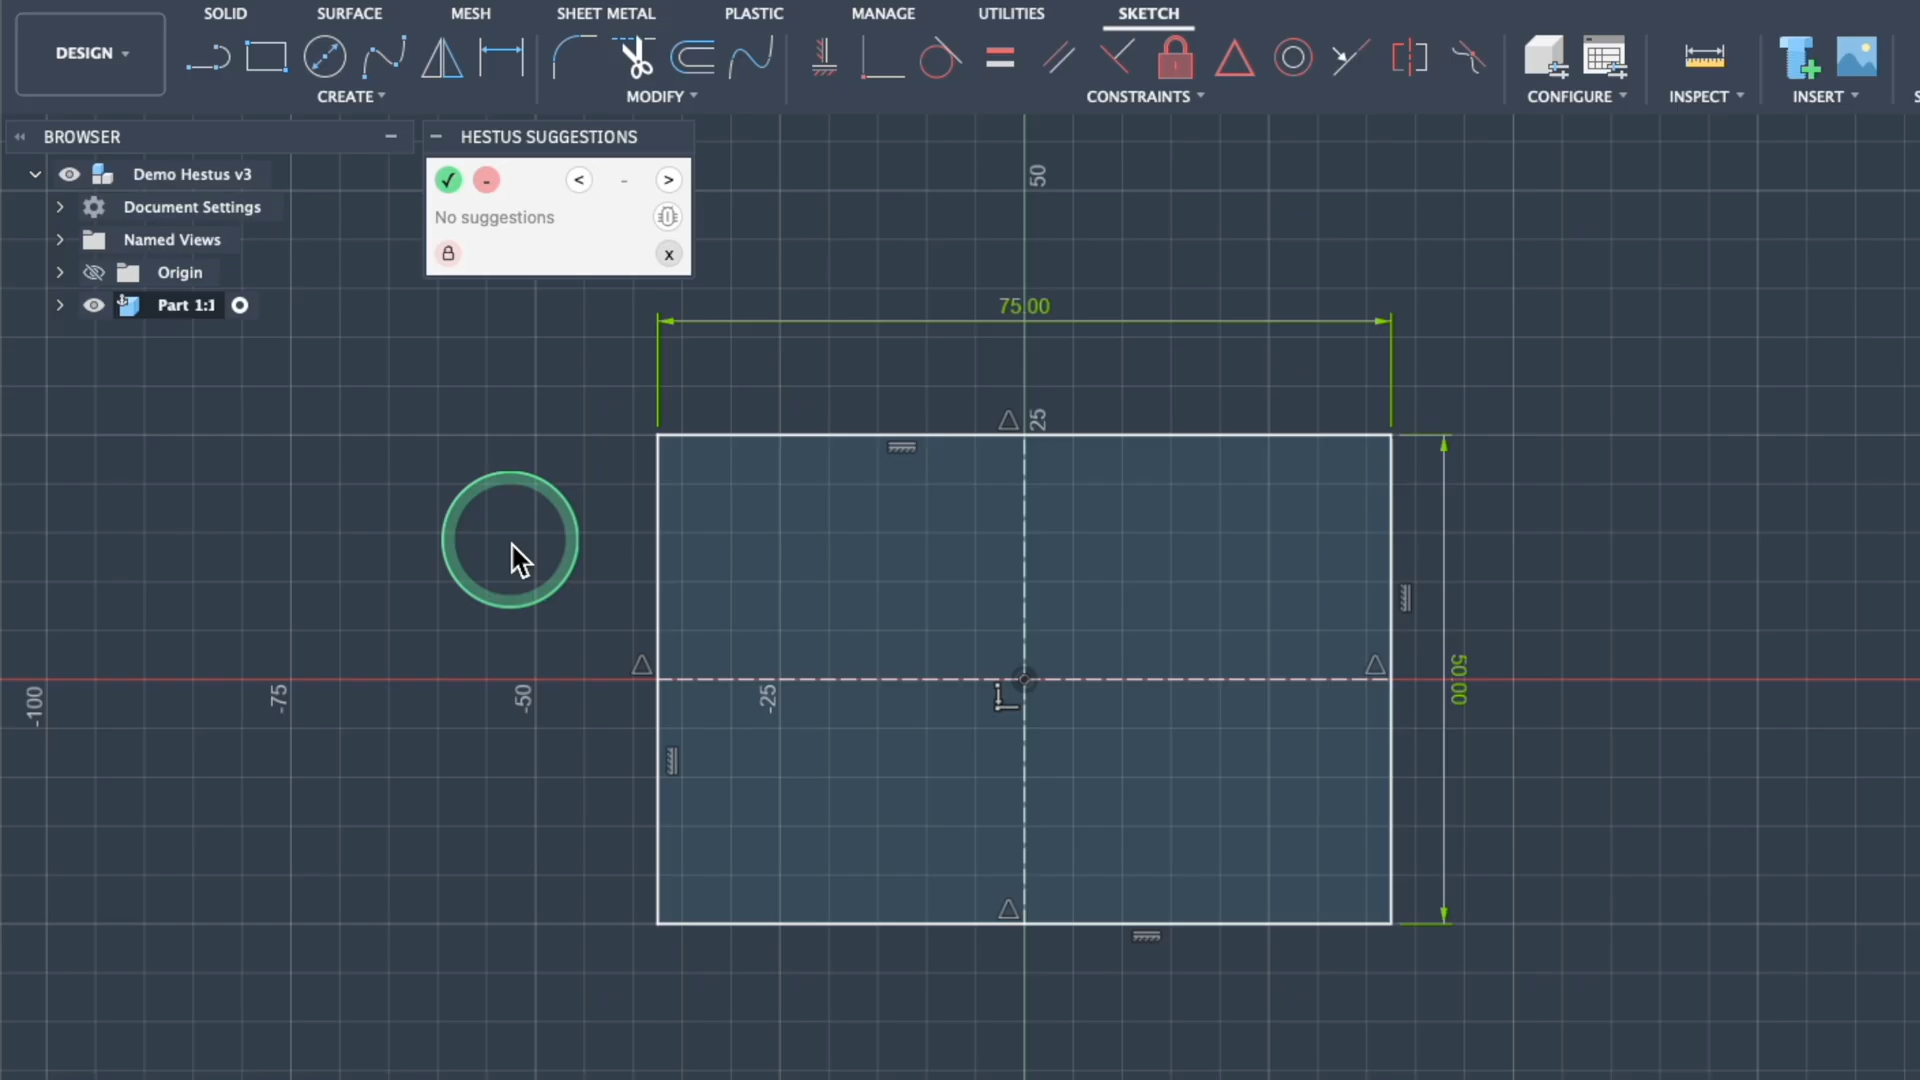 SOLID SURFACE MESH SHEET METAL PLASTIC MANAGE UTILITIES SKETCH
DESIGN
CREATE MODIFY CONSTRAINTS CONFIGURE INSPECT INSERT
BROWSER
HESTUS SUGGESTIONS
Demo Hestus v3
Document Settings
Named Views
Origin
Part 1:1
< - >
No suggestions
x
50
75.00
25
50.00
-100 -75 -50 -25